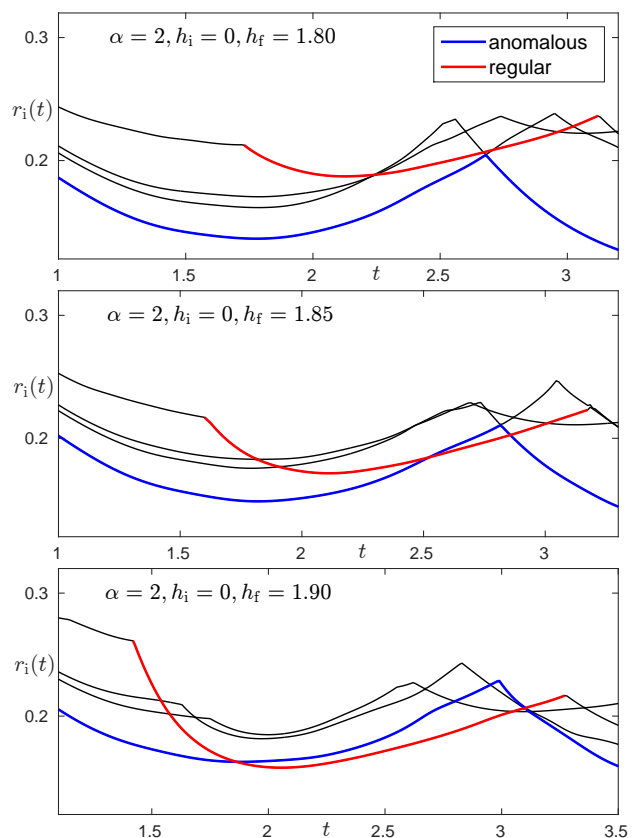 0.3
α = 2, h_i = 0, h_f = 1.80
anomalous
regular
r_i(t)
0.2
1 1.5 2 t 2.5 3
0.3
α = 2, h_i = 0, h_f = 1.85
r_i(t)
0.2
1 1.5 2 t 2.5 3
0.3
α = 2, h_i = 0, h_f = 1.90
r_i(t)
0.2
1.5 2 t 2.5 3 3.5